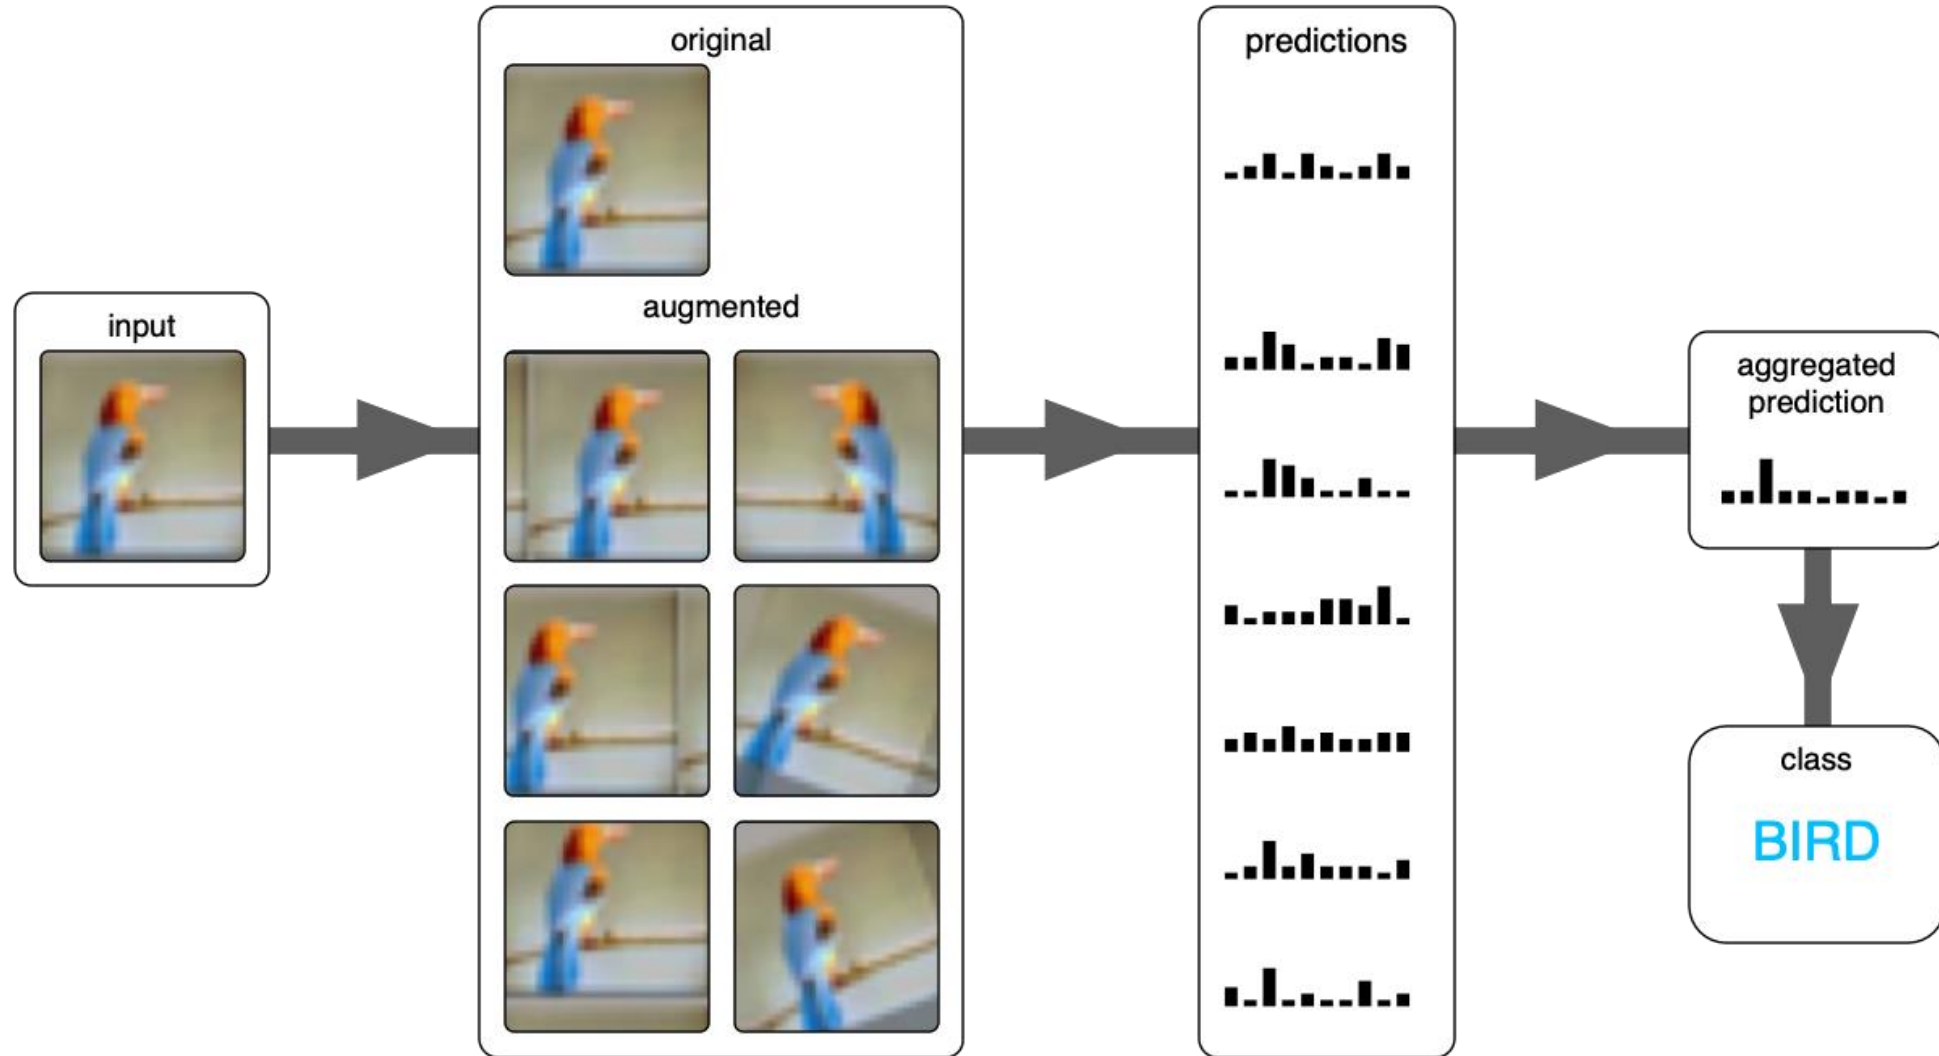 input
original
augmented
predictions
aggregated
prediction
class
BIRD